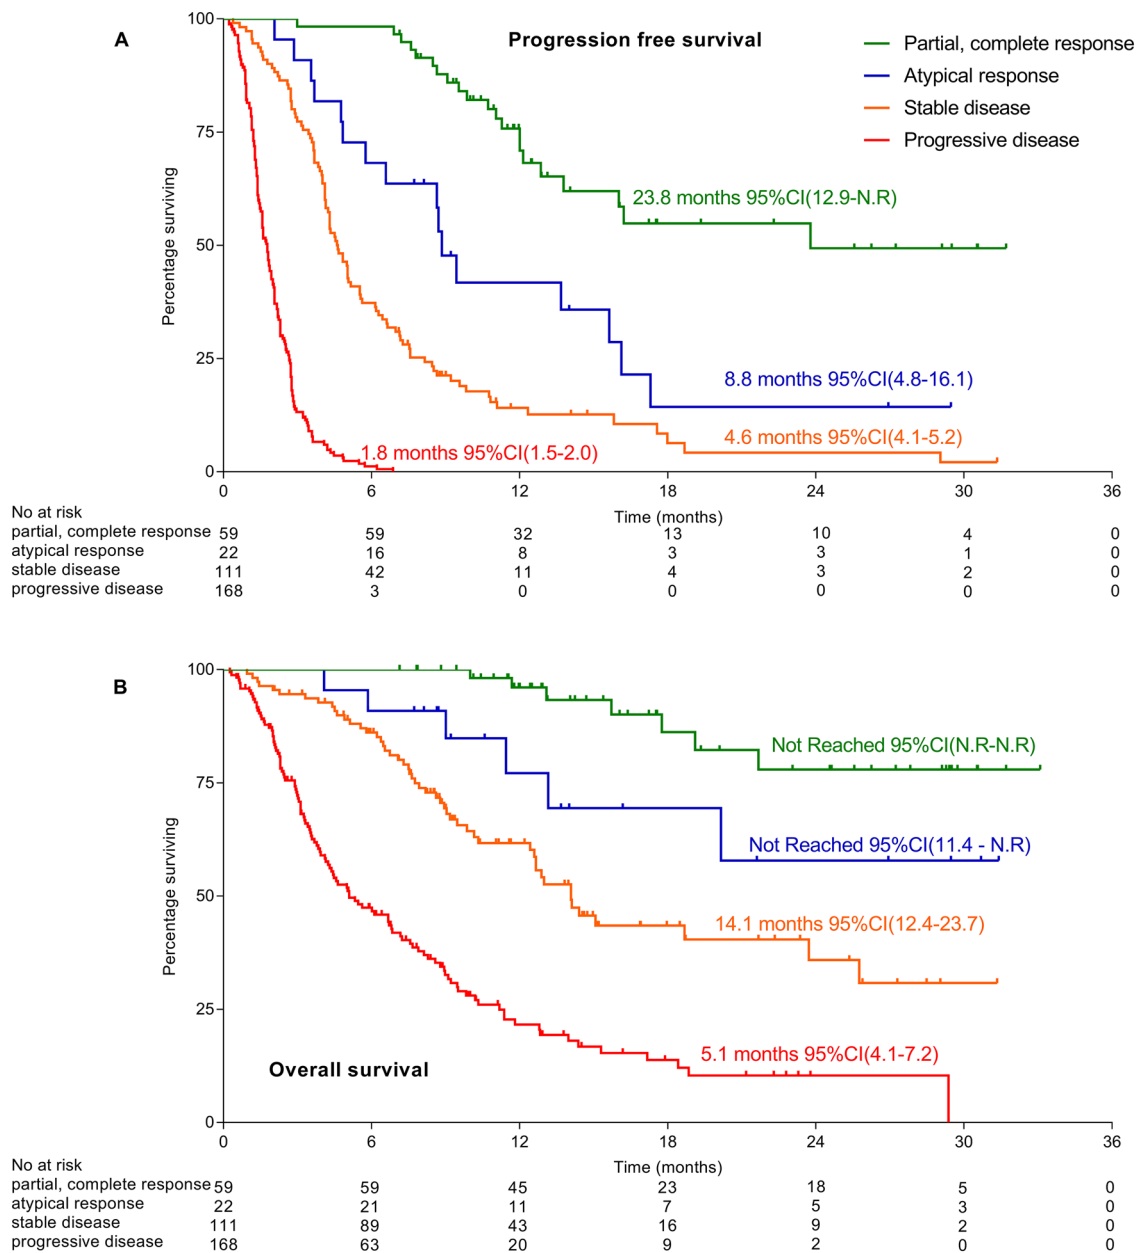 A
Progression free survival
Partial, complete response
Atypical response
Stable disease
Progressive disease
Percentage surviving
100
75
50
25
0
23.8 months 95%CI(12.9-N.R)
8.8 months 95%CI(4.8-16.1)
4.6 months 95%CI(4.1-5.2)
1.8 months 95%CI(1.5-2.0)
0 6 12 18 24 30 36
Time (months)
No at risk
partial, complete response 59 59 32 13 10 4 0
atypical response 22 16 8 3 3 1 0
stable disease 111 42 11 4 3 2 0
progressive disease 168 3 0 0 0 0 0
B
Percentage surviving
100
75
50
25
0
Not Reached 95%CI(N.R-N.R)
Not Reached 95%CI(11.4 - N.R)
14.1 months 95%CI(12.4-23.7)
5.1 months 95%CI(4.1-7.2)
Overall survival
0 6 12 18 24 30 36
Time (months)
No at risk
partial, complete response 59 59 45 23 18 5 0
atypical response 22 21 11 7 5 3 0
stable disease 111 89 43 16 9 2 0
progressive disease 168 63 20 9 2 0 0